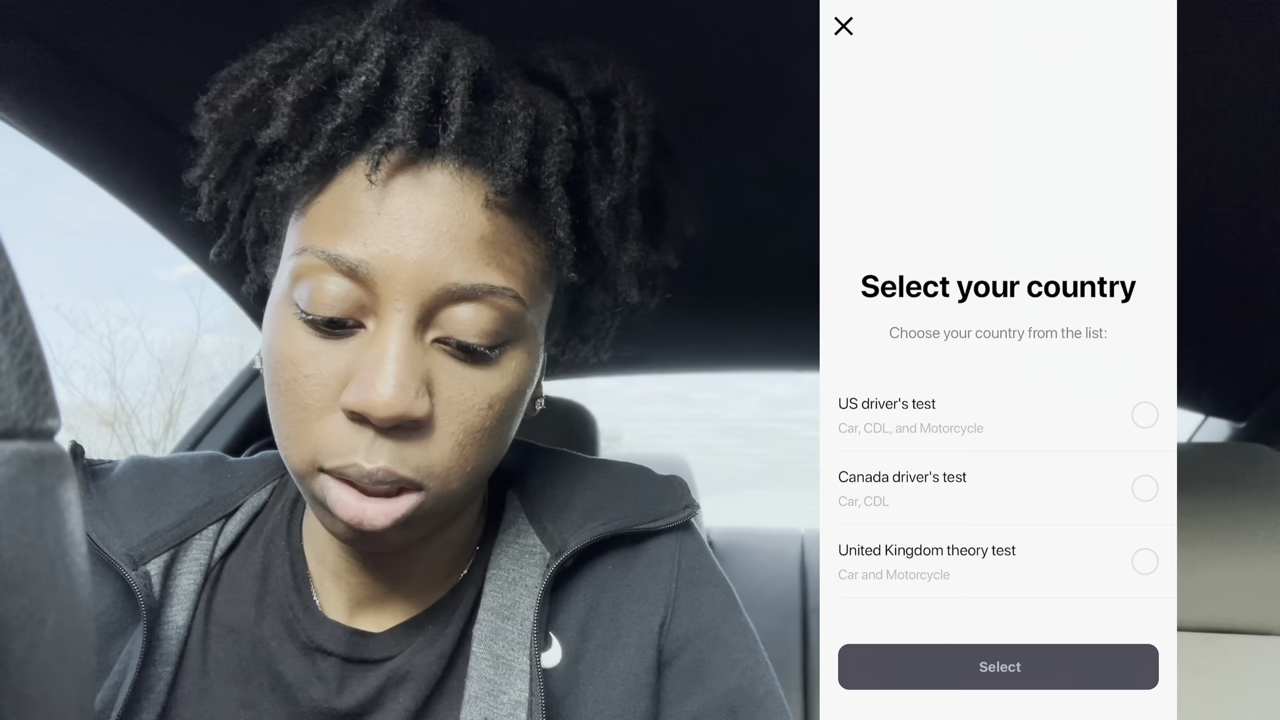 Select your country
Choose your country from the list:
US driver's test
Car, CDL, and Motorcycle
Canada driver's test
Car, CDL
United Kingdom theory test
Car and Motorcycle
Select